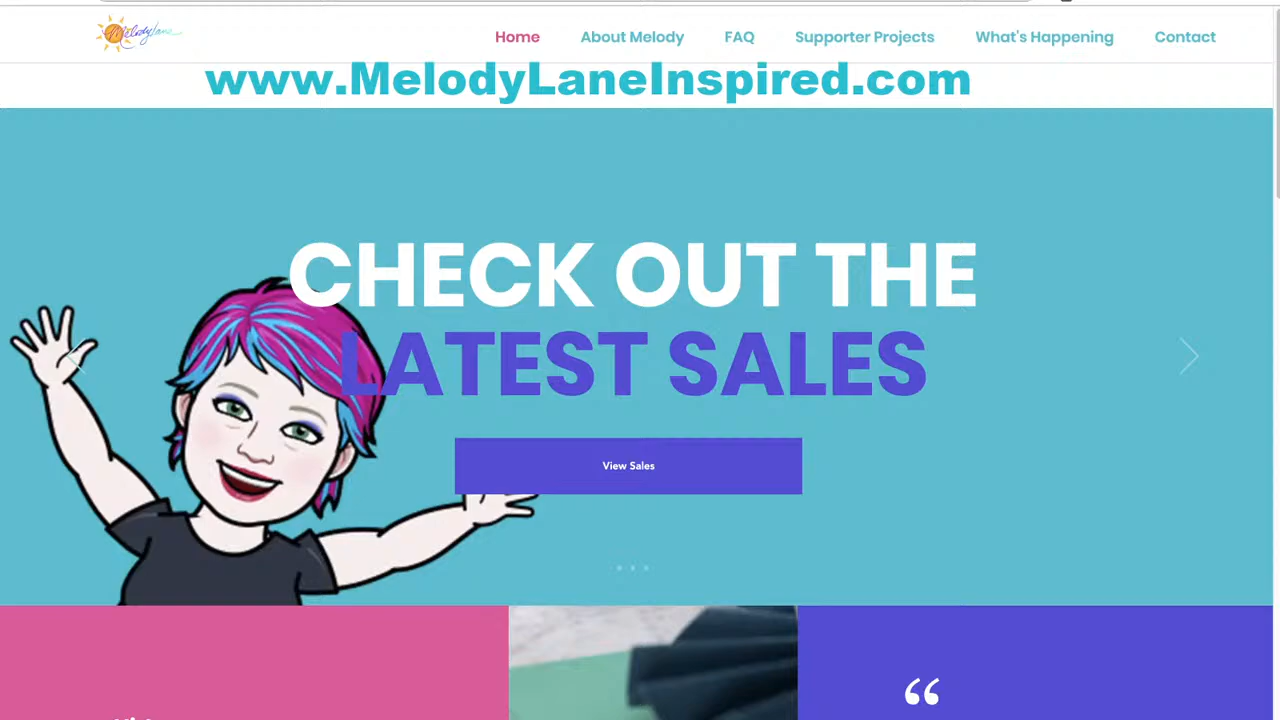 MelodyLane
Home About Melody FAQ Supporter Projects What's Happening Contact
www.MelodyLaneInspired.com
CHECK OUT THE
LATEST SALES
View Sales
“